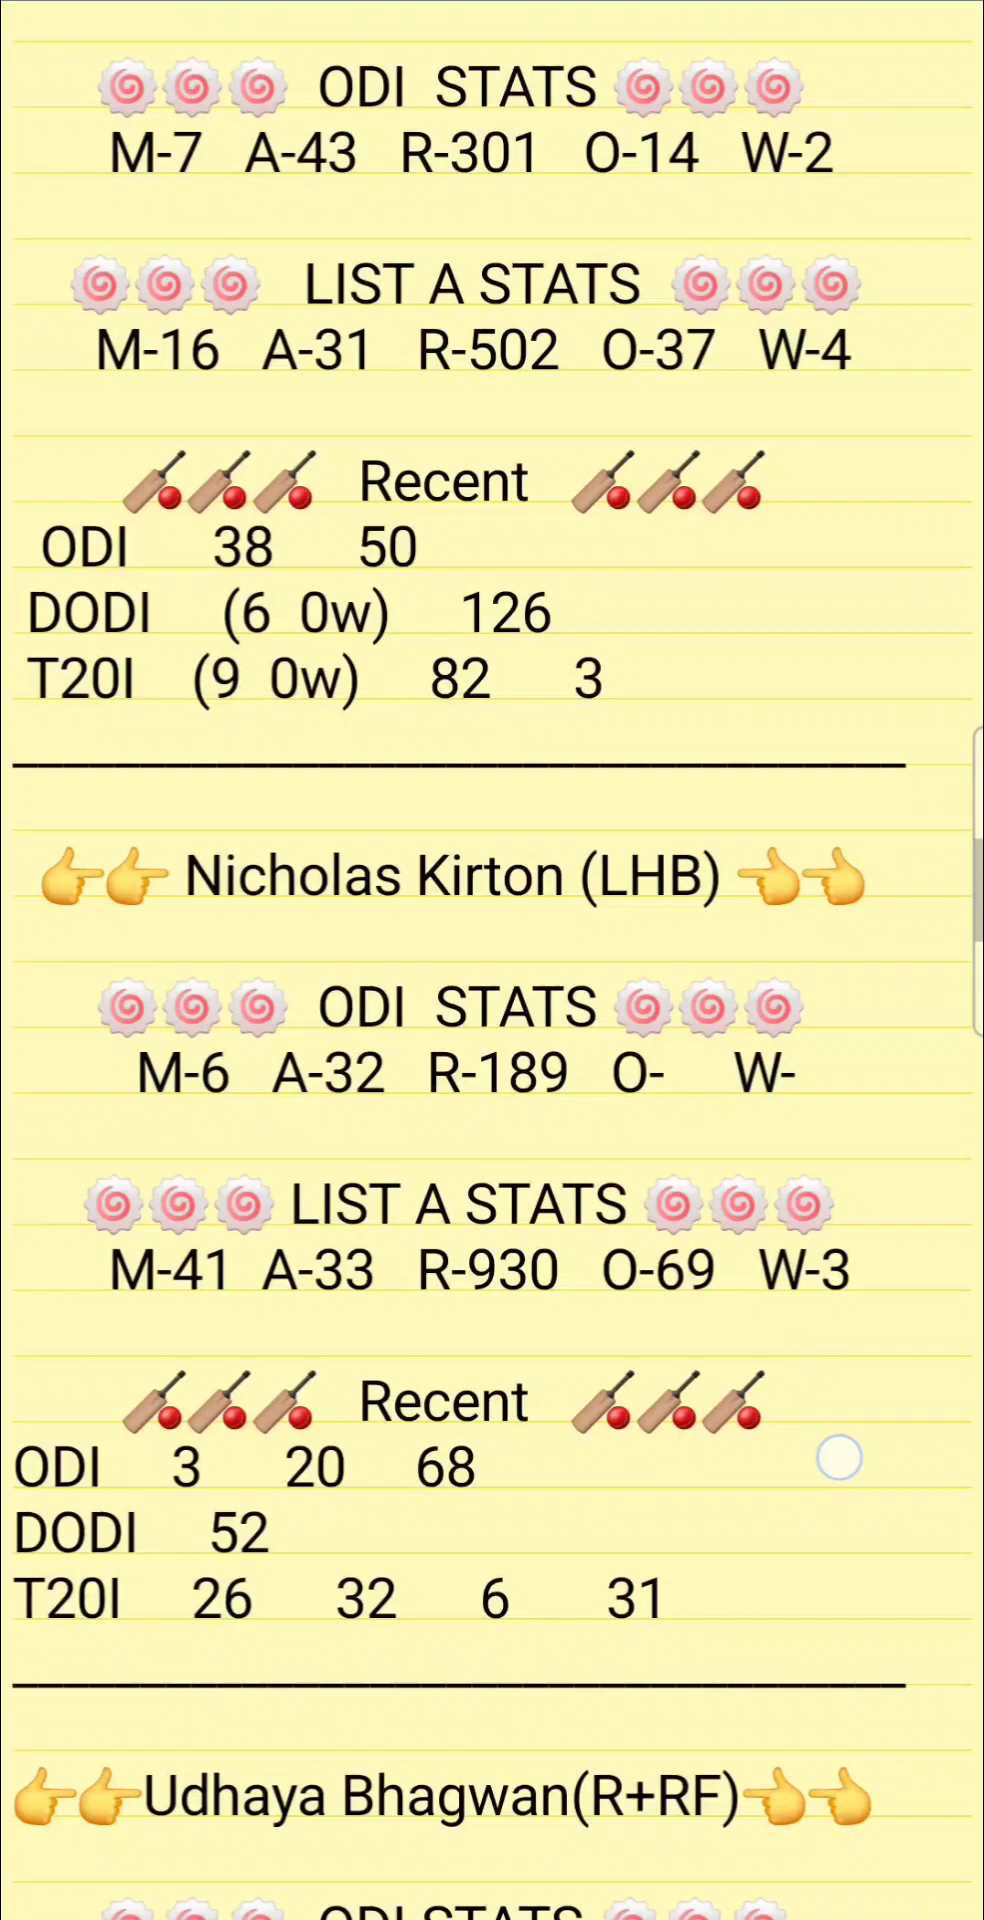 🍥🍥🍥 ODI STATS 🍥🍥🍥
M-7 A-43 R-301 O-14 W-2
🍥🍥🍥 LIST A STATS 🍥🍥🍥
M-16 A-31 R-502 O-37 W-4
🏏🏏🏏 Recent 🏏🏏🏏
ODI 38 50
DODI (6 0w) 126
T20I (9 0w) 82 3
👉👉 Nicholas Kirton (LHB) 👈👈
🍥🍥🍥 ODI STATS 🍥🍥🍥
M-6 A-32 R-189 O- W-
🍥🍥🍥 LIST A STATS 🍥🍥🍥
M-41 A-33 R-930 O-69 W-3
🏏🏏🏏 Recent 🏏🏏🏏
ODI 3 20 68
DODI 52
T20I 26 32 6 31
👉👉Udhaya Bhagwan(R+RF)👈👈
🍥🍥🍥 ODI STATS 🍥🍥🍥